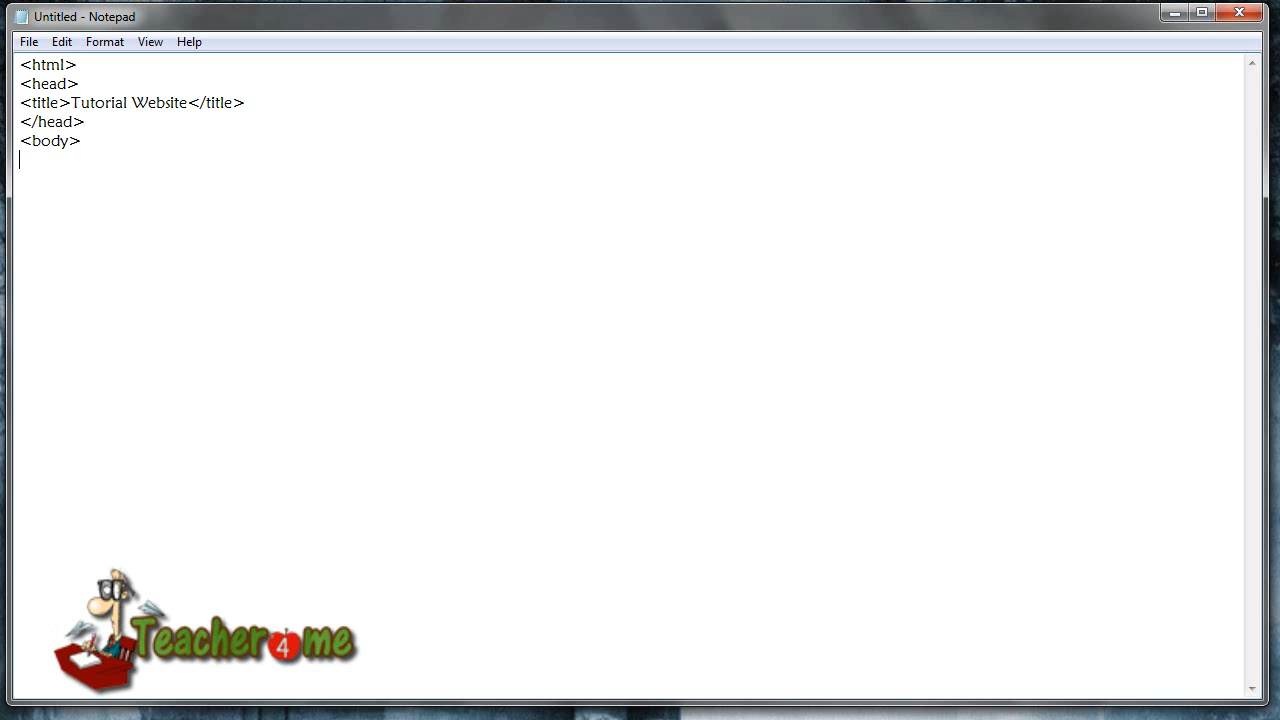 Untitled - Notepad
File Edit Format View Help
<html>
<head>
<title>Tutorial Website</title>
</head>
<body>
Teacher4me